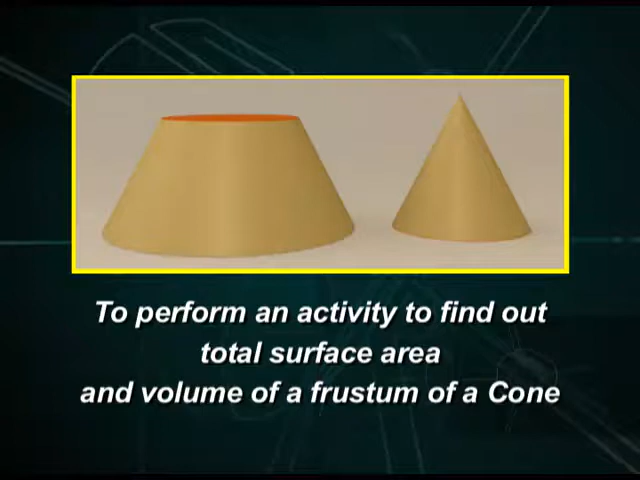 To perform an activity to find out
total surface area
and volume of a frustum of a Cone